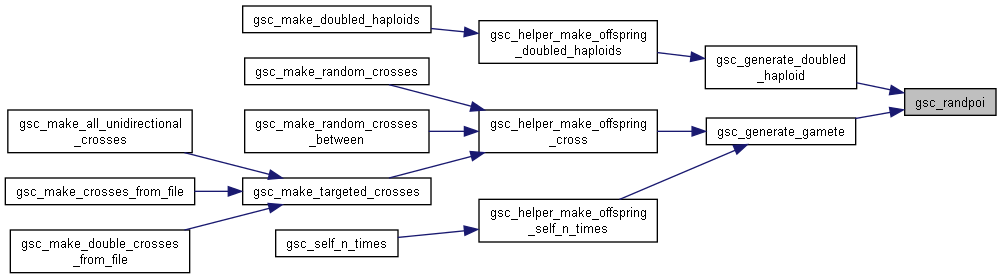 gsc_make_doubled_haploids
gsc_helper_make_offspring
_doubled_haploids
gsc_generate_doubled
_haploid
gsc_randpoi
gsc_make_random_crosses
gsc_make_random_crosses
_between
gsc_helper_make_offspring
_cross
gsc_generate_gamete
gsc_make_all_unidirectional
_crosses
gsc_make_targeted_crosses
gsc_make_crosses_from_file
gsc_make_double_crosses
_from_file
gsc_helper_make_offspring
_self_n_times
gsc_self_n_times